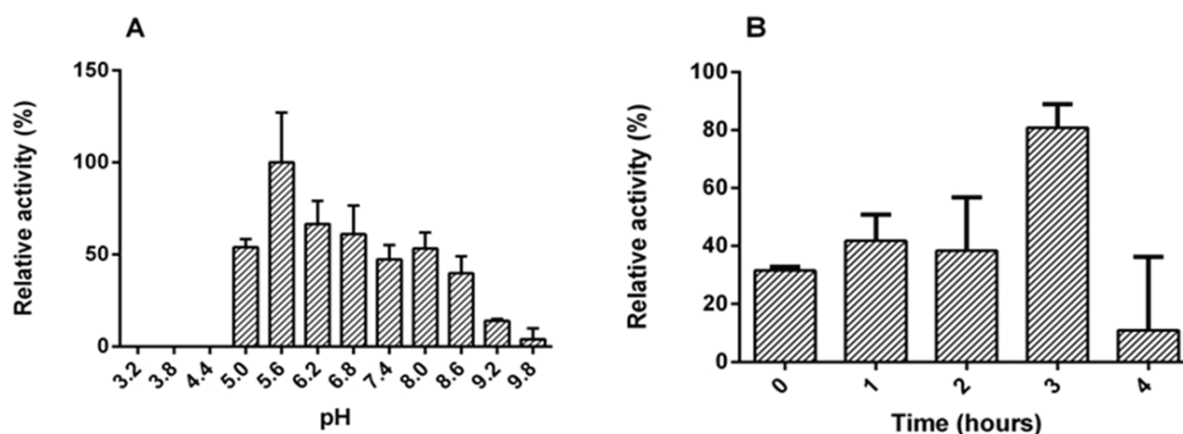 A
Relative activity (%)
150
100
50
0
3.2 3.8 4.4 5.0 5.6 6.2 6.8 7.4 8.0 8.6 9.2 9.8
pH
B
Relative activity (%)
100
80
60
40
20
0
0 1 2 3 4
Time (hours)